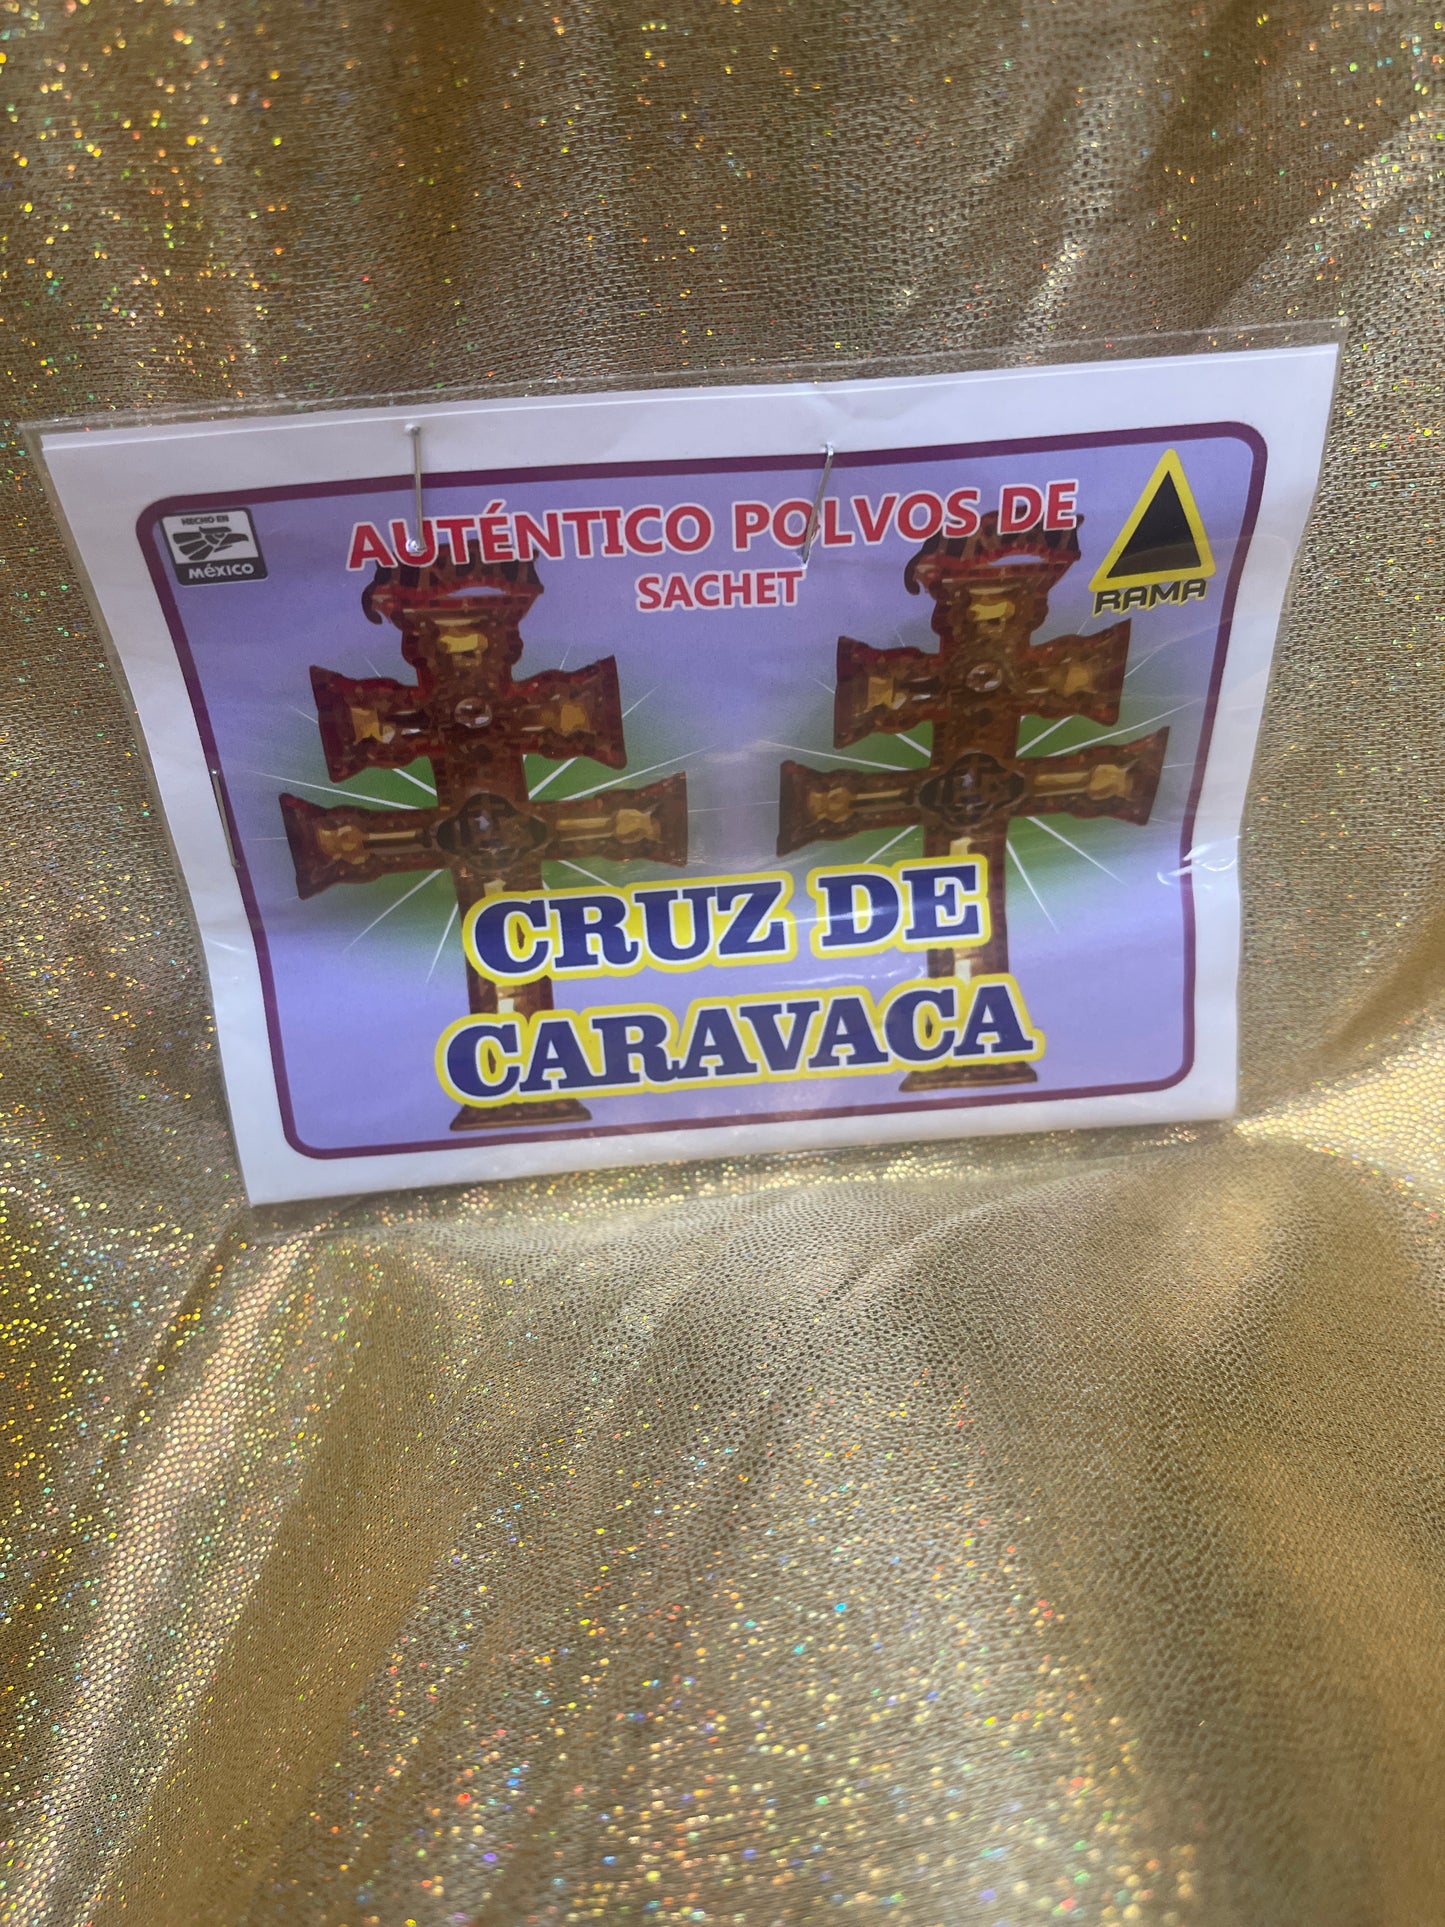 HECHO EN
MÉXICO
AUTÉNTICO POLVOS DE
SACHET
RAMA
CRUZ DE
CARAVACA